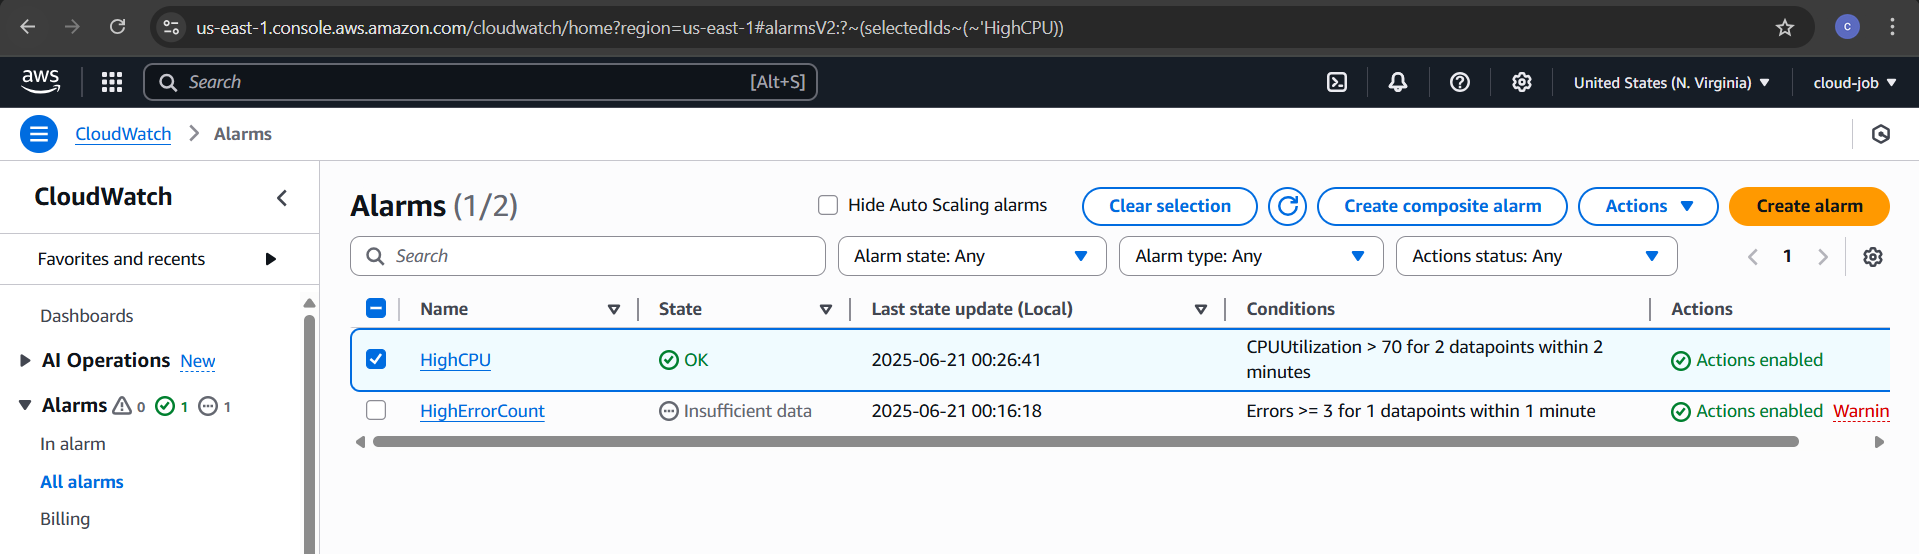 us-east-1.console.aws.amazon.com/cloudwatch/home?region=us-east-1#alarmsV2:?~(selectedIds~(~'HighCPU))
C
aws
Search [Alt+S]
United States (N. Virginia)
cloud-job
CloudWatch
Alarms
CloudWatch
Favorites and recents
Dashboards
AI Operations New
Alarms 0 1 1
In alarm
All alarms
Billing
Alarms (1/2)
Hide Auto Scaling alarms
Clear selection
Create composite alarm
Actions
Create alarm
Search
Alarm state: Any
Alarm type: Any
Actions status: Any
1
Name State Last state update (Local) Conditions Actions
HighCPU OK 2025-06-21 00:26:41 CPUUtilization > 70 for 2 datapoints within 2
minutes
Actions enabled
HighErrorCount Insufficient data 2025-06-21 00:16:18 Errors >= 3 for 1 datapoints within 1 minute Actions enabled Warnin